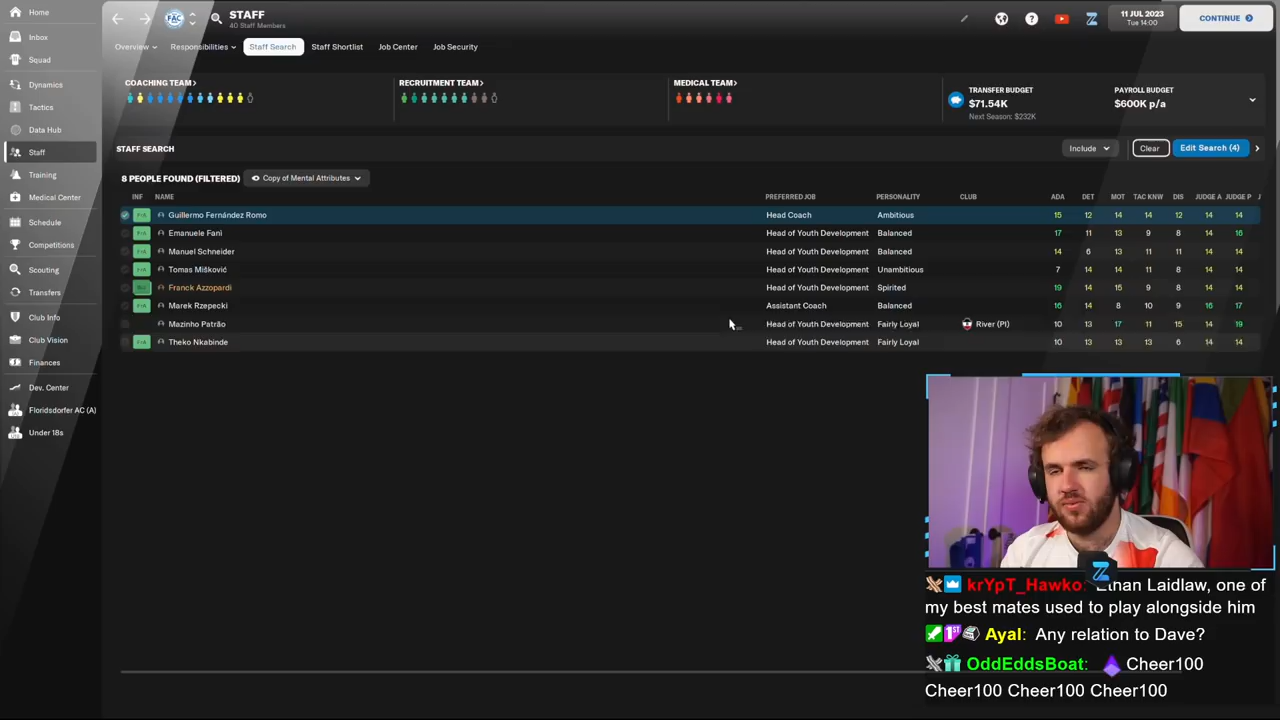 Home
Inbox
Squad
Dynamics
Tactics
Data Hub
Staff
Training
Medical Center
Schedule
Competitions
Scouting
Transfers
Club Info
Club Vision
Finances
Dev. Center
Floridsdorfer AC (A)
Under 18s
FAC
STAFF
40 Staff Members
11 JUL 2023
Tue 14:00
CONTINUE
Overview
Responsibilities
Staff Search
Staff Shortlist
Job Center
Job Security
COACHING TEAM
RECRUITMENT TEAM
MEDICAL TEAM
TRANSFER BUDGET
$71.54K
Next Season: $232K
PAYROLL BUDGET
$600K p/a
STAFF SEARCH
Include
Clear
Edit Search (4)
8 PEOPLE FOUND (FILTERED)
Copy of Mental Attributes
INF NAME PREFERRED JOB PERSONALITY CLUB ADA DET MOT TAC KNW DIS JUDGE A JUDGE P J
Guillermo Fernández Romo Head Coach Ambitious 15 12 14 14 12 14 14
Emanuele Fani Head of Youth Development Balanced 17 11 13 9 8 14 16
Manuel Schneider Head of Youth Development Balanced 14 6 13 11 11 14 14
Tomas Mišković Head of Youth Development Unambitious 7 14 14 11 8 14 14
Franck Azzopardi Head of Youth Development Spirited 19 14 15 9 8 14 14
Marek Rzepecki Assistant Coach Balanced 16 14 8 10 9 16 17
Mazinho Patrão Head of Youth Development Fairly Loyal River (PI) 10 13 17 11 15 14 19
Theko Nkabinde Head of Youth Development Fairly Loyal 10 13 13 13 6 14 14
krYpT_Hawko: Ethan Laidlaw, one of
my best mates used to play alongside him
Ayal: Any relation to Dave?
OddEddsBoat: Cheer100
Cheer100 Cheer100 Cheer100